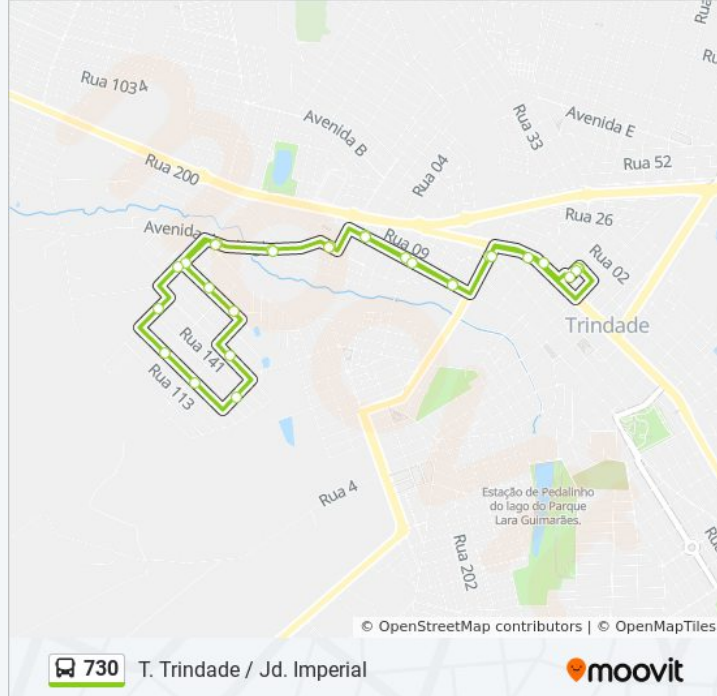 Rua 103
Avenida B
Rua 33
Avenida E
Rua 04
Rua 52
Rua 200
Rua 26
Avenida
Rua 09
Rua 02
Trindade
Rua 141
Rua 113
Rua 4
Estação de Pedalinho
do lago do Parque
Lara Guimarães.
Rua 202
© OpenStreetMap contributors | © OpenMapTiles
730
T. Trindade / Jd. Imperial
moovit